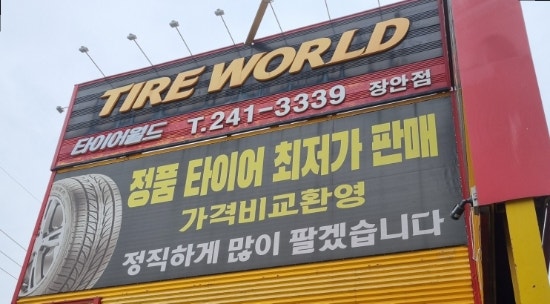 TIRE WORLD
타이어월드 T.241-3339 장안점
정품 타이어 최저가 판매
가격비교환영
정직하게 많이 팔겠습니다